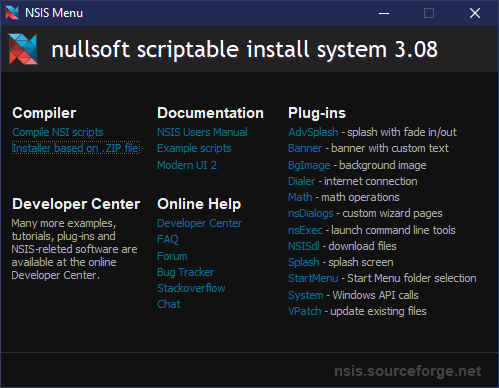 NSIS Menu
nullsoft scriptable install system 3.08
Compiler
Compile NSI scripts
Installer based on .ZIP file
Developer Center
Many more examples,
tutorials, plug-ins and
NSIS-releted software are
available at the online
Developer Center.
Documentation
NSIS Users Manual
Example scripts
Modern UI 2
Online Help
Developer Center
FAQ
Forum
Bug Tracker
Stackoverflow
Chat
Plug-ins
AdvSplash - splash with fade in/out
Banner - banner with custom text
BgImage - background image
Dialer - internet connection
Math - math operations
nsDialogs - custom wizard pages
nsExec - launch command line tools
NSISdl - download files
Splash - splash screen
StartMenu - Start Menu folder selection
System - Windows API calls
VPatch - update existing files
nsis.sourceforge.net